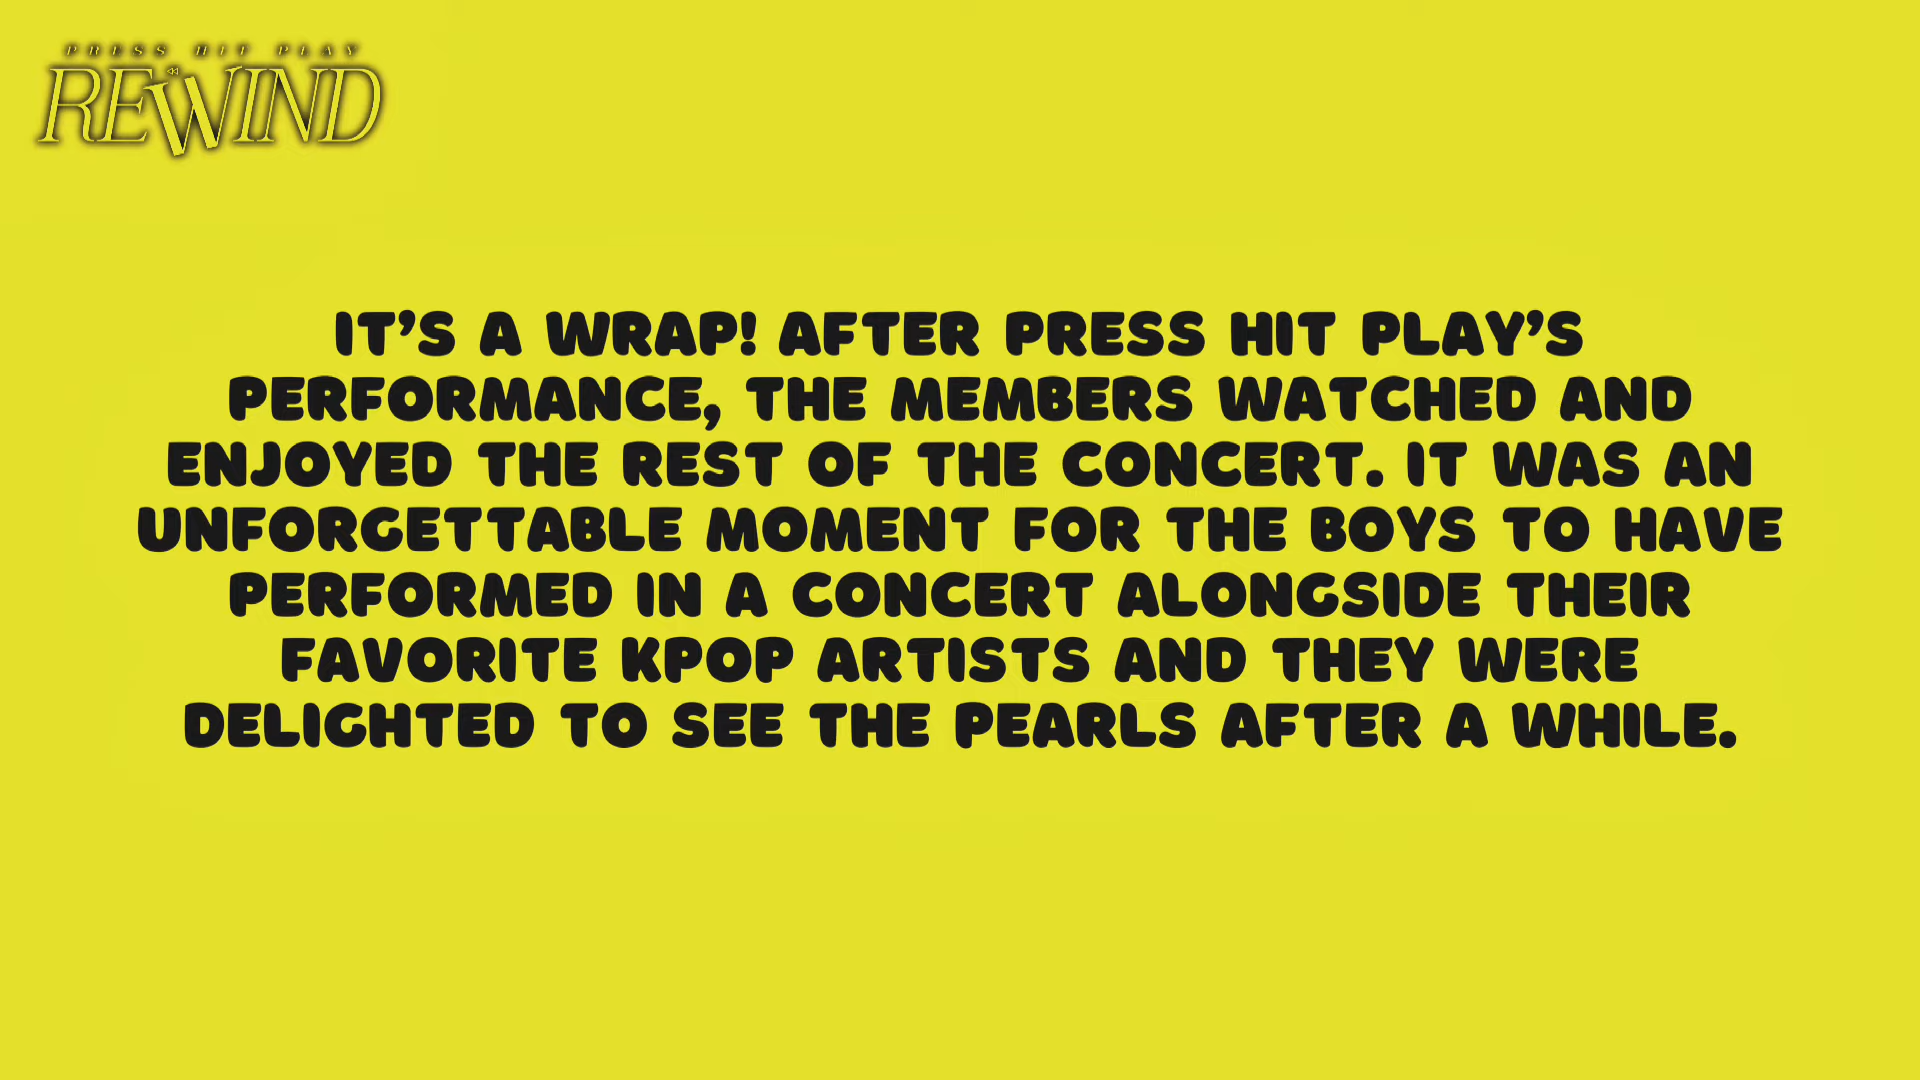 PRESS HIT PLAY
REWIND
IT'S A WRAP! AFTER PRESS HIT PLAY'S
PERFORMANCE, THE MEMBERS WATCHED AND
ENJOYED THE REST OF THE CONCERT. IT WAS AN
UNFORGETTABLE MOMENT FOR THE BOYS TO HAVE
PERFORMED IN A CONCERT ALONGSIDE THEIR
FAVORITE KPOP ARTISTS AND THEY WERE
DELIGHTED TO SEE THE PEARLS AFTER A WHILE.